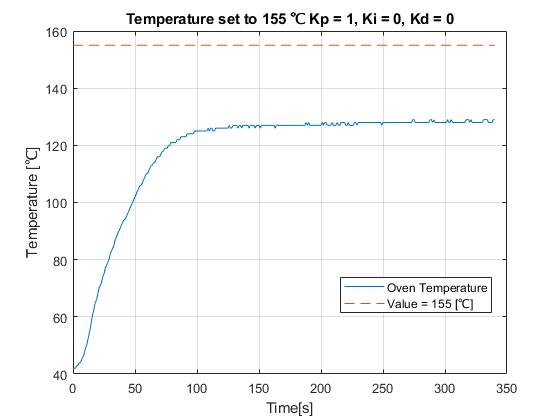 Temperature set to 155 ℃ Kp = 1, Ki = 0, Kd = 0
160
140
120
100
80
60
40
Temperature [℃]
Oven Temperature
Value = 155 [℃]
0 50 100 150 200 250 300 350
Time[s]